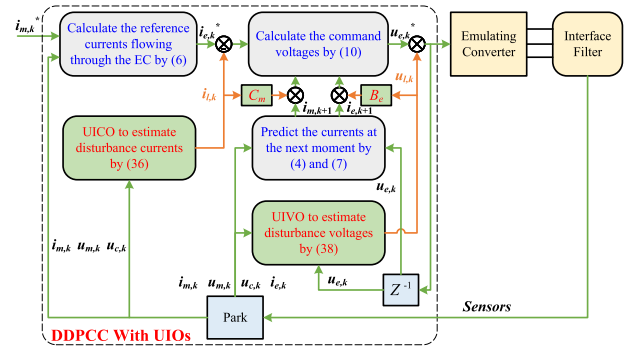 i_{m,k}^*
Calculate the reference
currents flowing
through the EC by (6)
i_{e,k}^*
Calculate the command
voltages by (10)
u_{e,k}^*
Emulating
Converter
Interface
Filter
i_{l,k}
C_m
B_e
u_{l,k}
i_{m,k+1}
i_{e,k+1}
UICO to estimate
disturbance currents
by (36)
Predict the currents at
the next moment by
(4) and (7)
u_{e,k}
UIVO to estimate
disturbance voltages
by (38)
i_{m,k} u_{m,k} u_{c,k}
i_{m,k} u_{m,k} u_{c,k} i_{e,k}
u_{e,k}
Z^{-1}
Park
Sensors
DDPCC With UIOs